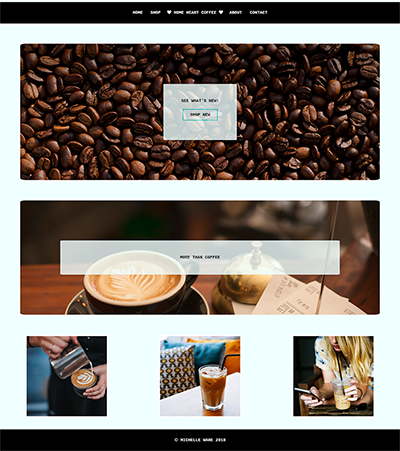 HOME SHOP ♥ HOME HEART COFFEE ♥ ABOUT CONTACT
SEE WHAT'S NEW!
SHOP NEW
MORE THAN COFFEE
© MICHELLE WARE 2018